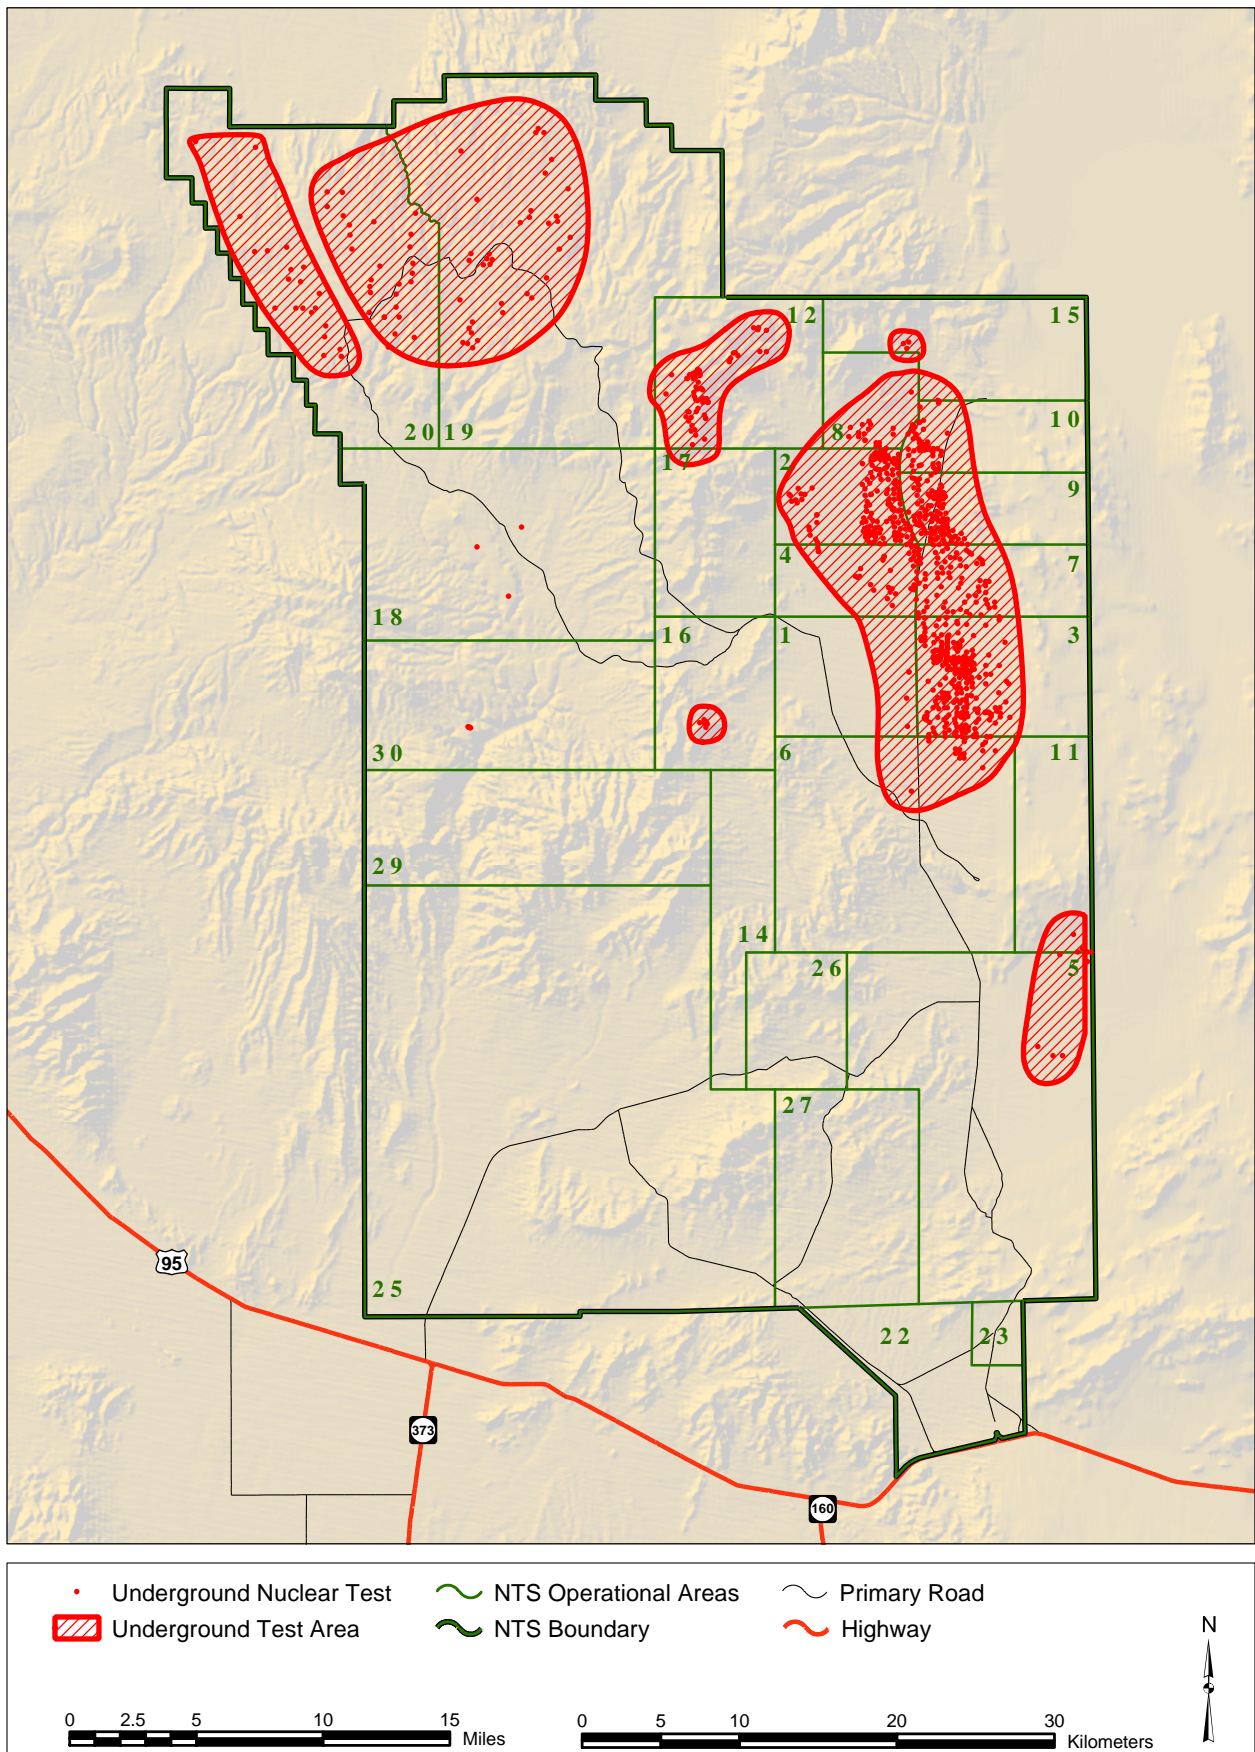 12
15
10
20 19
8
17
2
9
4
7
18
16
1
3
30
6
11
29
14
26
5
27
95
25
22
23
373
160
Underground Nuclear Test
NTS Operational Areas
Primary Road
Underground Test Area
NTS Boundary
Highway
N
0 2.5 5 10 15
Miles
0 5 10 20 30
Kilometers